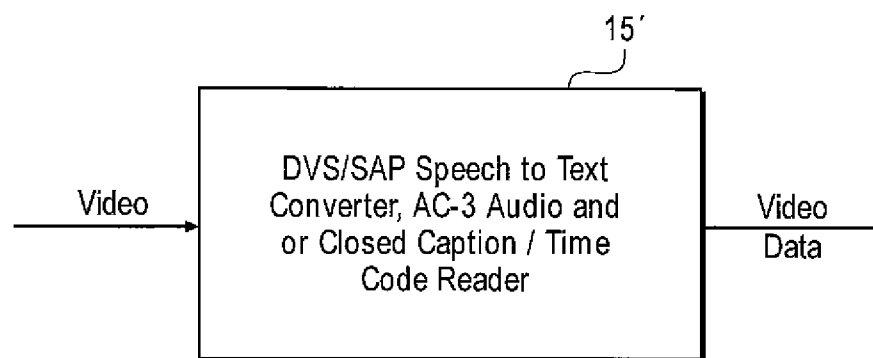 15′
DVS/SAP Speech to Text
Converter, AC-3 Audio and
or Closed Caption / Time
Code Reader
Video
Video
Data